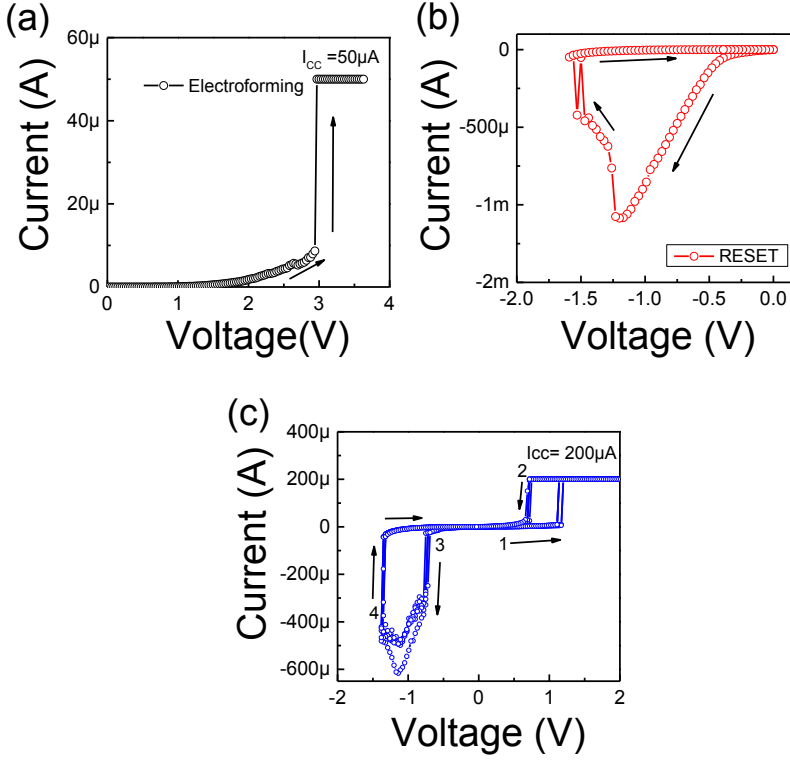 (a)
60µ
40µ
20µ
0
Current (A)
I_CC =50µA
Electroforming
0 1 2 3 4
Voltage(V)
(b)
0
-500µ
-1m
-2m
Current (A)
RESET
-2.0 -1.5 -1.0 -0.5 0.0
Voltage (V)
(c)
400µ
200µ
0
-200µ
-400µ
-600µ
Current (A)
Icc= 200µA
2
1
3
4
-2 -1 0 1 2
Voltage (V)